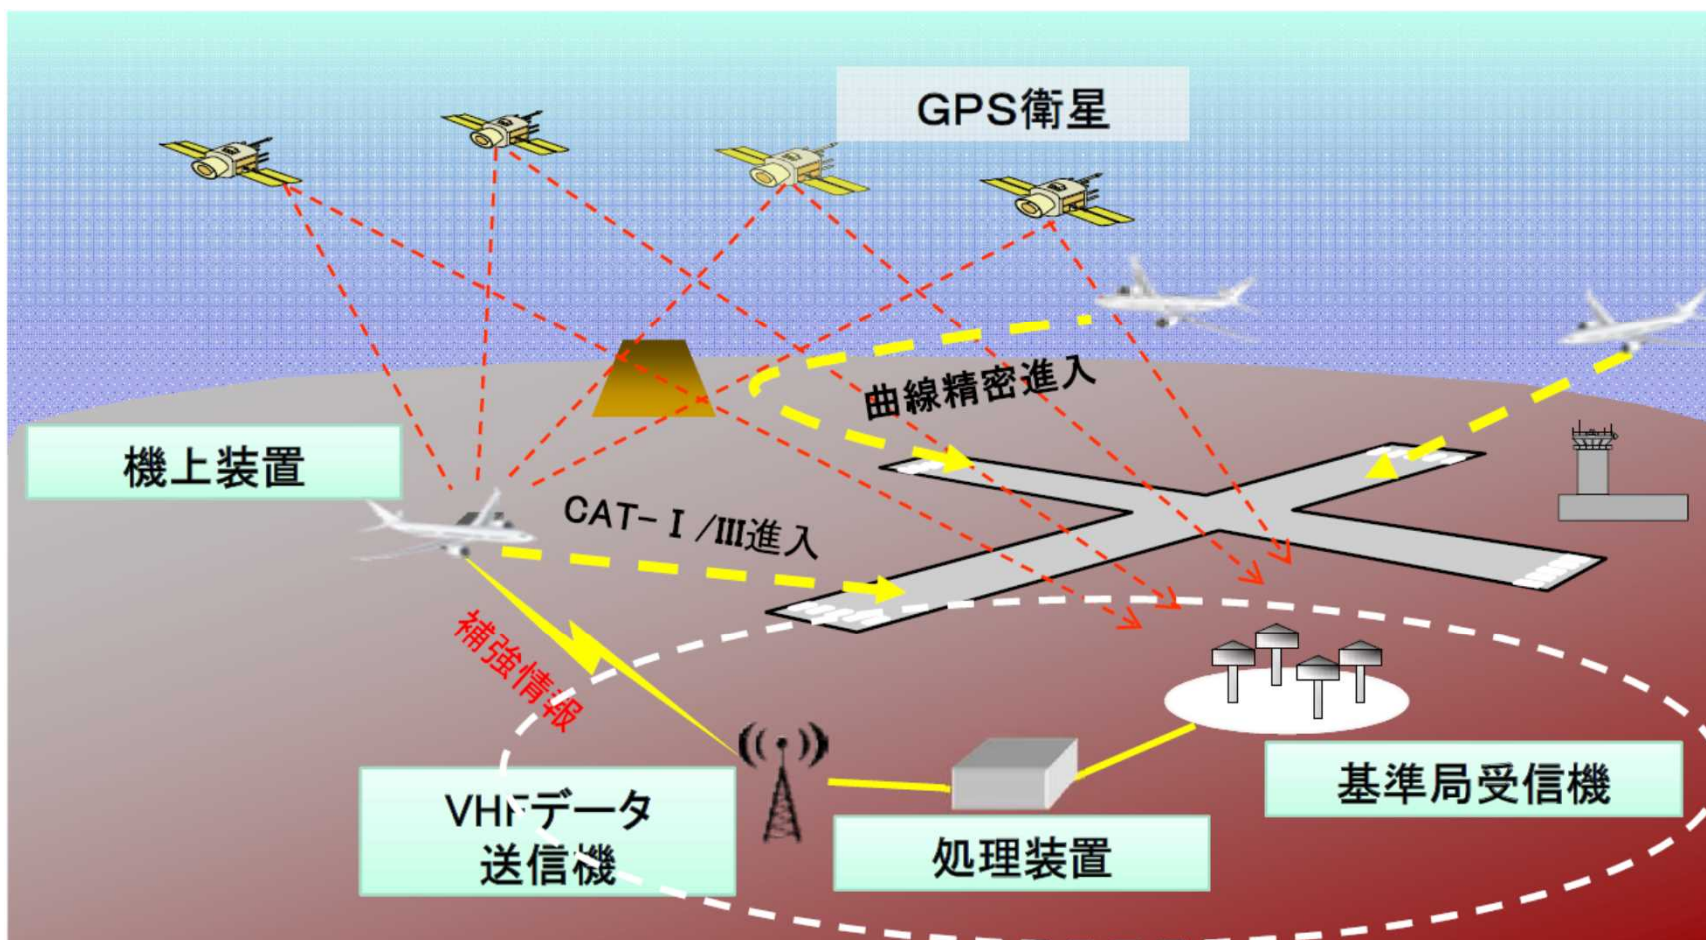 GPS衛星
曲線精密進入
機上装置
CAT-Ⅰ/Ⅲ進入
補強情報
VHFデータ
送信機
処理装置
基準局受信機